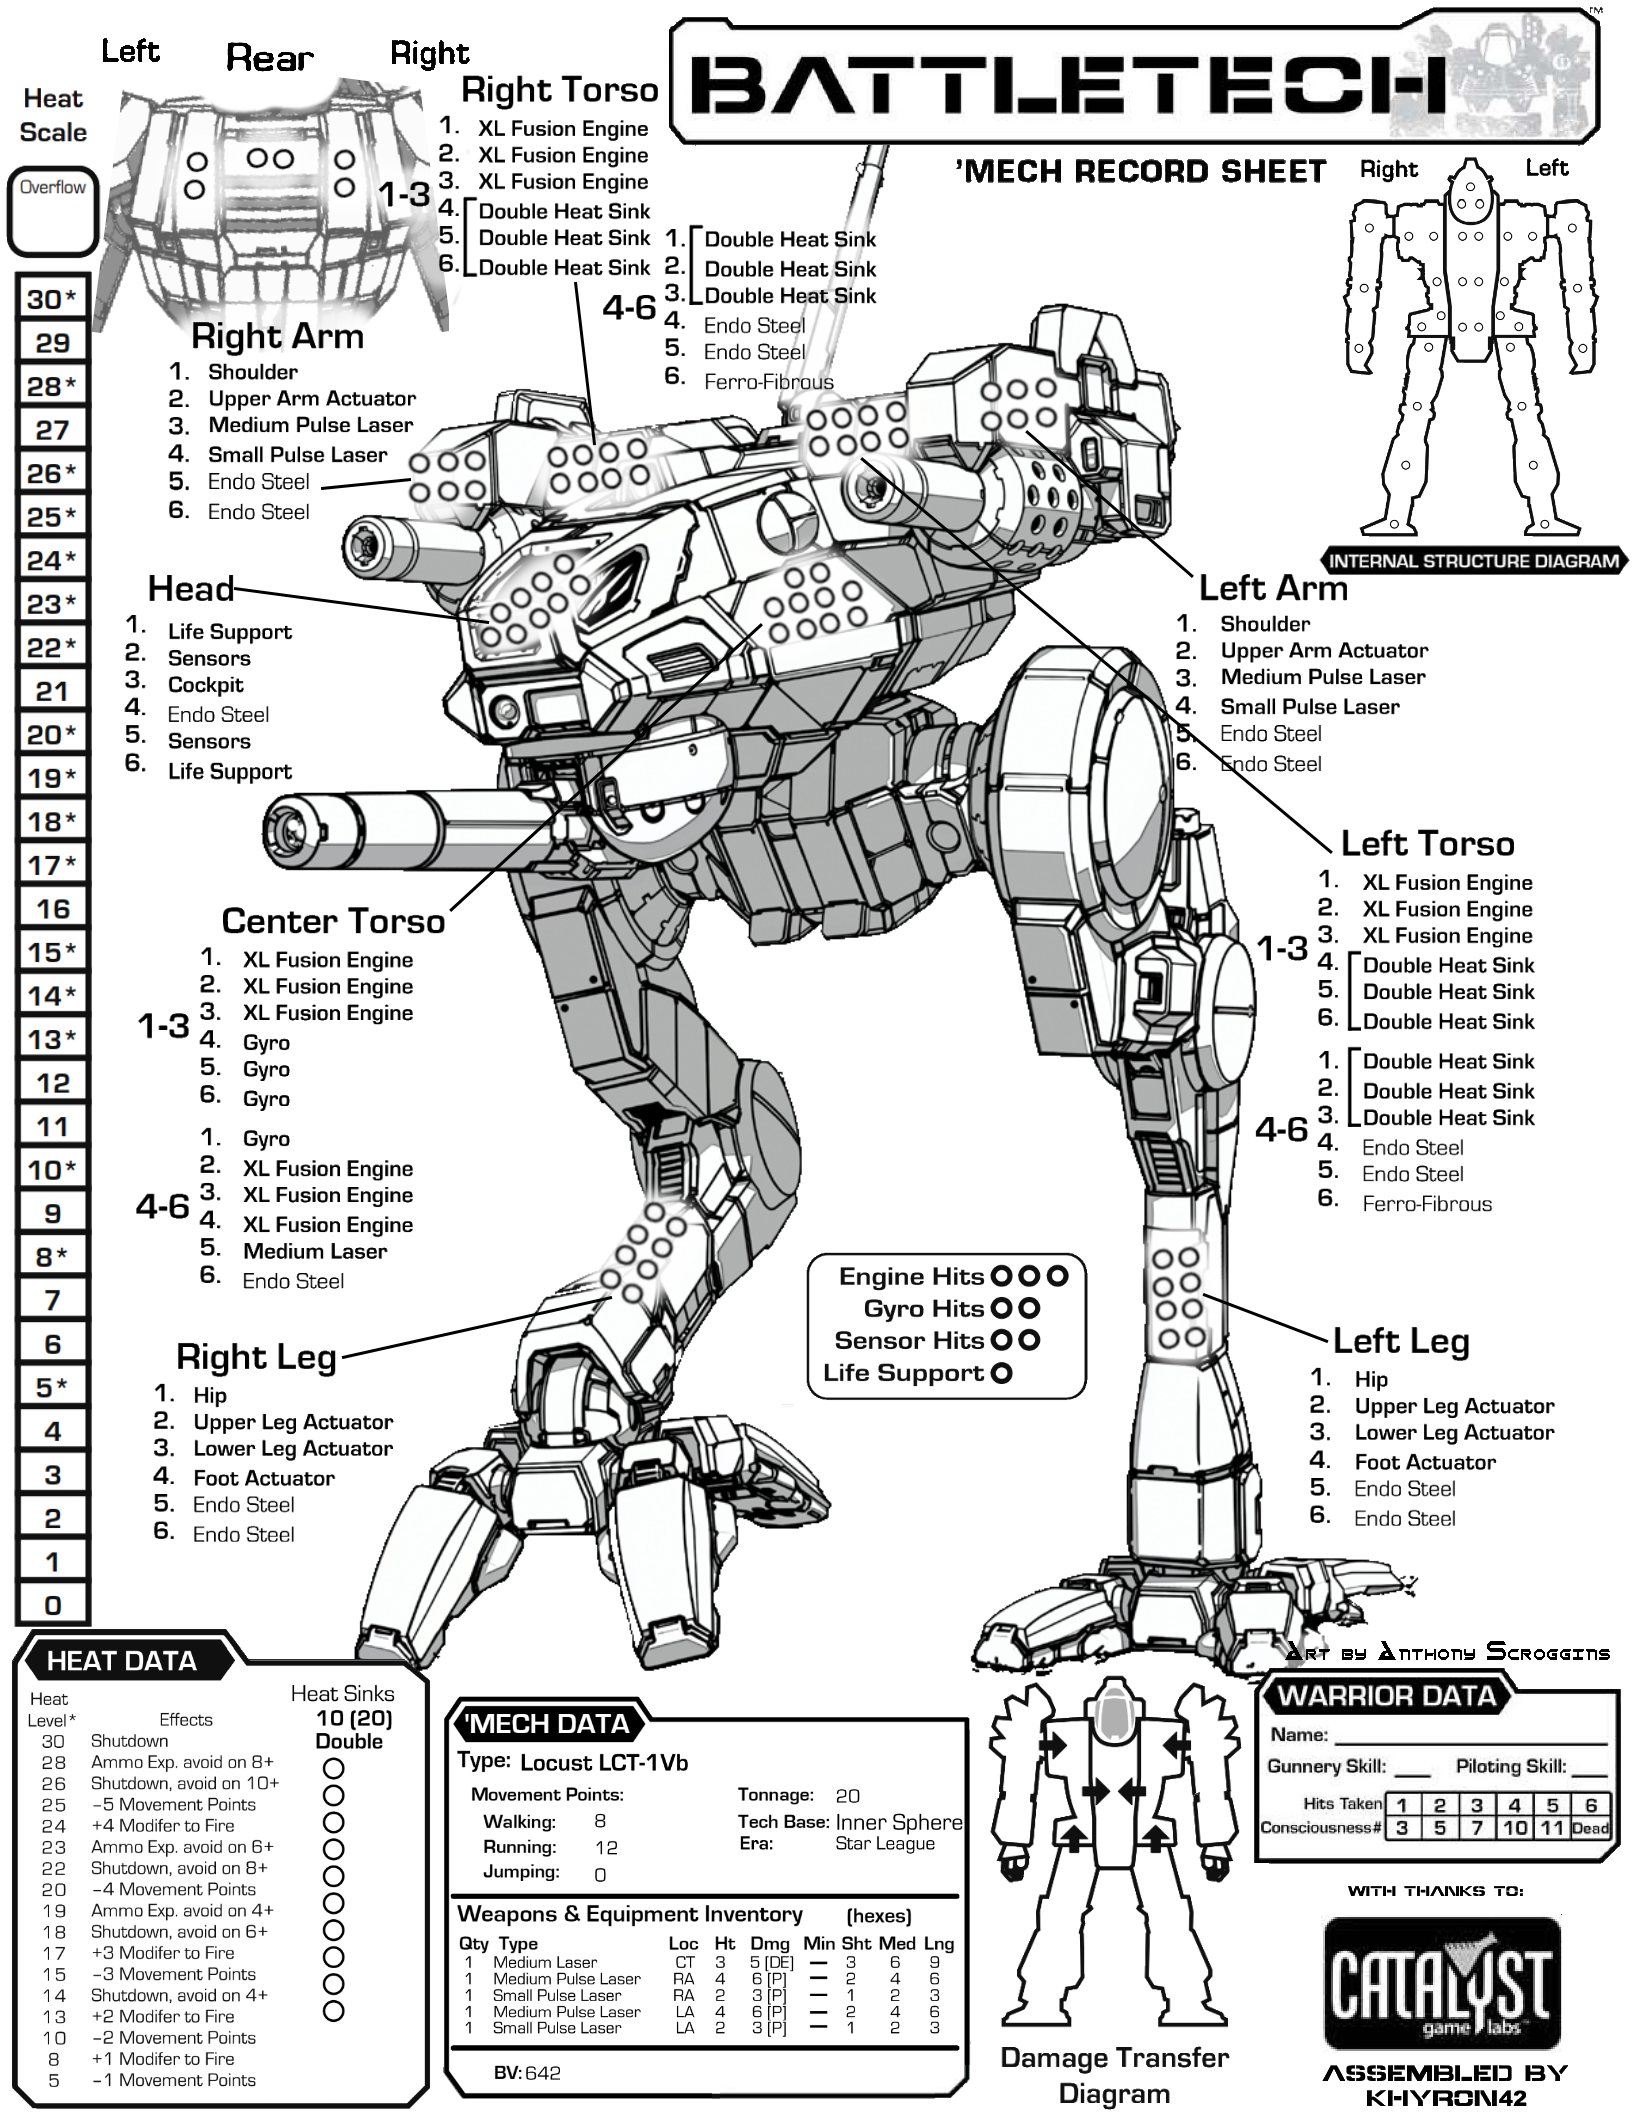 Left Rear Right
Heat
Scale
Overflow
30*
29
28*
27
26*
25*
24*
23*
22*
21
20*
19*
18*
17*
16
15*
14*
13*
12
11
10*
9
8*
7
6
5*
4
3
2
1
0
BATTLETECH™
'MECH RECORD SHEET
Right Torso
1-3
1. XL Fusion Engine
2. XL Fusion Engine
3. XL Fusion Engine
4. Double Heat Sink
5. Double Heat Sink
6. Double Heat Sink
4-6
1. Double Heat Sink
2. Double Heat Sink
3. Double Heat Sink
4. Endo Steel
5. Endo Steel
6. Ferro-Fibrous
Right Left
INTERNAL STRUCTURE DIAGRAM
Right Arm
1. Shoulder
2. Upper Arm Actuator
3. Medium Pulse Laser
4. Small Pulse Laser
5. Endo Steel
6. Endo Steel
Head
1. Life Support
2. Sensors
3. Cockpit
4. Endo Steel
5. Sensors
6. Life Support
Left Arm
1. Shoulder
2. Upper Arm Actuator
3. Medium Pulse Laser
4. Small Pulse Laser
5. Endo Steel
6. Endo Steel
Left Torso
1-3
1. XL Fusion Engine
2. XL Fusion Engine
3. XL Fusion Engine
4. Double Heat Sink
5. Double Heat Sink
6. Double Heat Sink
4-6
1. Double Heat Sink
2. Double Heat Sink
3. Double Heat Sink
4. Endo Steel
5. Endo Steel
6. Ferro-Fibrous
Center Torso
1-3
1. XL Fusion Engine
2. XL Fusion Engine
3. XL Fusion Engine
4. Gyro
5. Gyro
6. Gyro
4-6
1. Gyro
2. XL Fusion Engine
3. XL Fusion Engine
4. XL Fusion Engine
5. Medium Laser
6. Endo Steel
Engine Hits
Gyro Hits
Sensor Hits
Life Support
Right Leg
1. Hip
2. Upper Leg Actuator
3. Lower Leg Actuator
4. Foot Actuator
5. Endo Steel
6. Endo Steel
Left Leg
1. Hip
2. Upper Leg Actuator
3. Lower Leg Actuator
4. Foot Actuator
5. Endo Steel
6. Endo Steel
Art by Anthony Scroggins
HEAT DATA
Heat Sinks
10 (20)
Double
Heat
Level* Effects
30 Shutdown
28 Ammo Exp. avoid on 8+
26 Shutdown, avoid on 10+
25 -5 Movement Points
24 +4 Modifer to Fire
23 Ammo Exp. avoid on 6+
22 Shutdown, avoid on 8+
20 -4 Movement Points
19 Ammo Exp. avoid on 4+
18 Shutdown, avoid on 6+
17 +3 Modifer to Fire
15 -3 Movement Points
14 Shutdown, avoid on 4+
13 +2 Modifer to Fire
10 -2 Movement Points
8 +1 Modifer to Fire
5 -1 Movement Points
'MECH DATA
Type: Locust LCT-1Vb
Movement Points: Tonnage: 20
Walking: 8 Tech Base: Inner Sphere
Running: 12 Era: Star League
Jumping: 0
Weapons & Equipment Inventory (hexes)
Qty Type Loc Ht Dmg Min Sht Med Lng
1 Medium Laser CT 3 5 [DE] — 3 6 9
1 Medium Pulse Laser RA 4 6 [P] — 2 4 6
1 Small Pulse Laser RA 2 3 [P] — 1 2 3
1 Medium Pulse Laser LA 4 6 [P] — 2 4 6
1 Small Pulse Laser LA 2 3 [P] — 1 2 3
BV: 642
Damage Transfer
Diagram
WARRIOR DATA
Name:
Gunnery Skill: Piloting Skill:
Hits Taken 1 2 3 4 5 6
Consciousness# 3 5 7 10 11 Dead
WITH THANKS TO:
CATALYST
game labs™
ASSEMBLED BY
KHYRON42